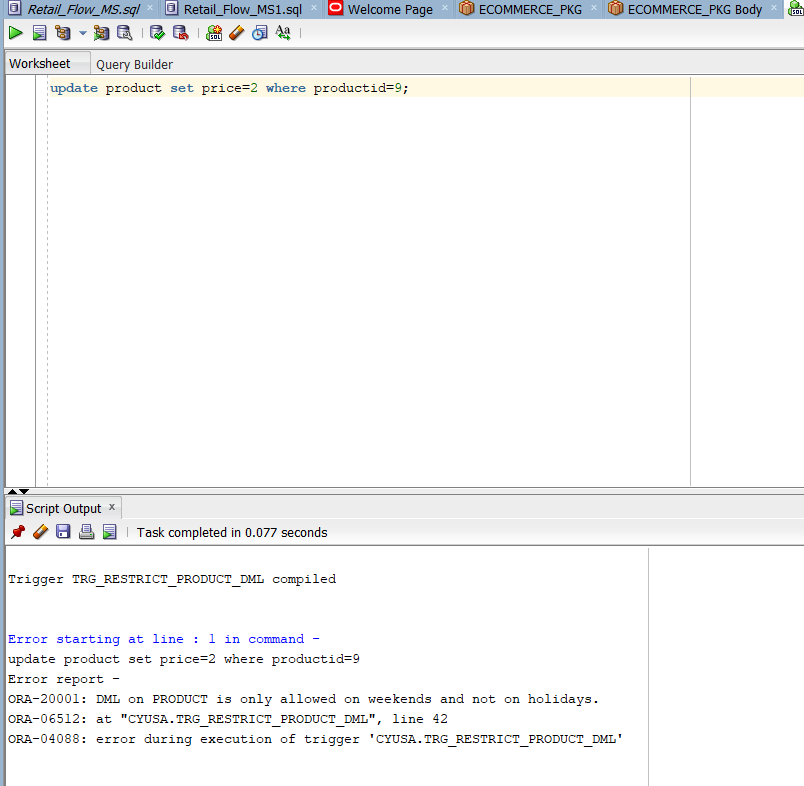 Retail_Flow_MS.sql
Retail_Flow_MS1.sql
Welcome Page
ECOMMERCE_PKG
ECOMMERCE_PKG Body
Worksheet
Query Builder
update product set price=2 where productid=9;
Script Output
Task completed in 0.077 seconds
Trigger TRG_RESTRICT_PRODUCT_DML compiled
Error starting at line : 1 in command -
update product set price=2 where productid=9
Error report -
ORA-20001: DML on PRODUCT is only allowed on weekends and not on holidays.
ORA-06512: at "CYUSA.TRG_RESTRICT_PRODUCT_DML", line 42
ORA-04088: error during execution of trigger 'CYUSA.TRG_RESTRICT_PRODUCT_DML'